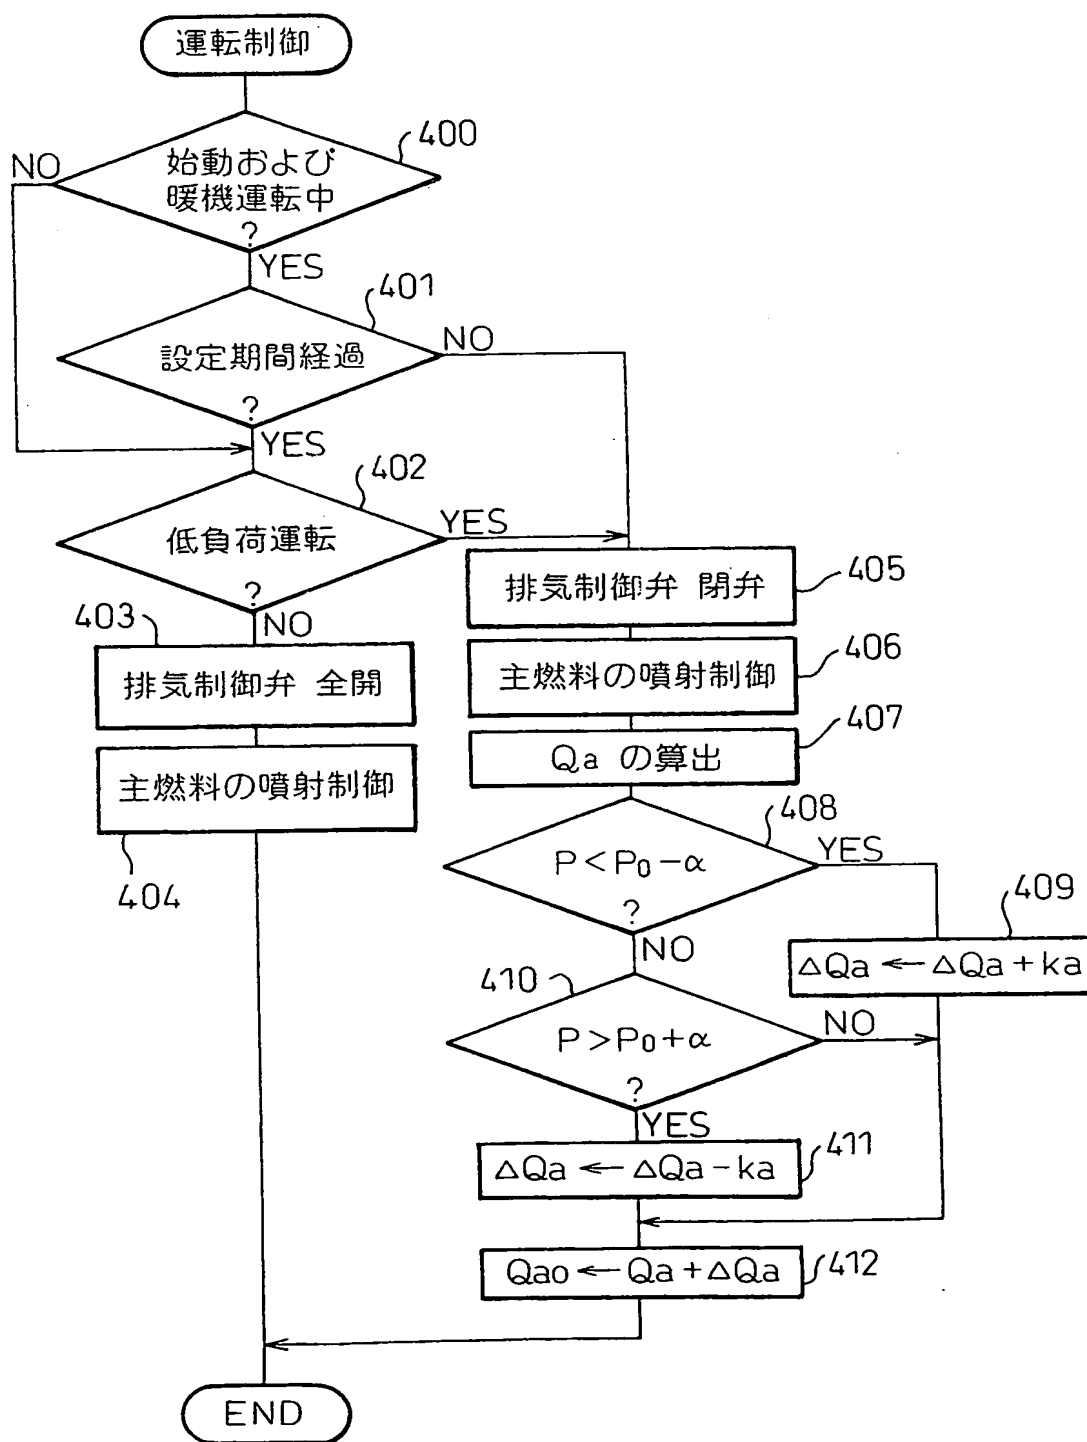 運転制御
400
NO
始動および
暖機運転中
?
YES
401
NO
設定期間経過
?
YES
402
YES
低負荷運転
?
NO
403
排気制御弁 全開
主燃料の噴射制御
404
405
排気制御弁 閉弁
406
主燃料の噴射制御
407
Qa の算出
408
YES
P<P0-α
?
NO
409
ΔQa ← ΔQa+ka
410
NO
P>P0+α
?
YES
411
ΔQa ← ΔQa-ka
Qao ← Qa+ΔQa
412
END